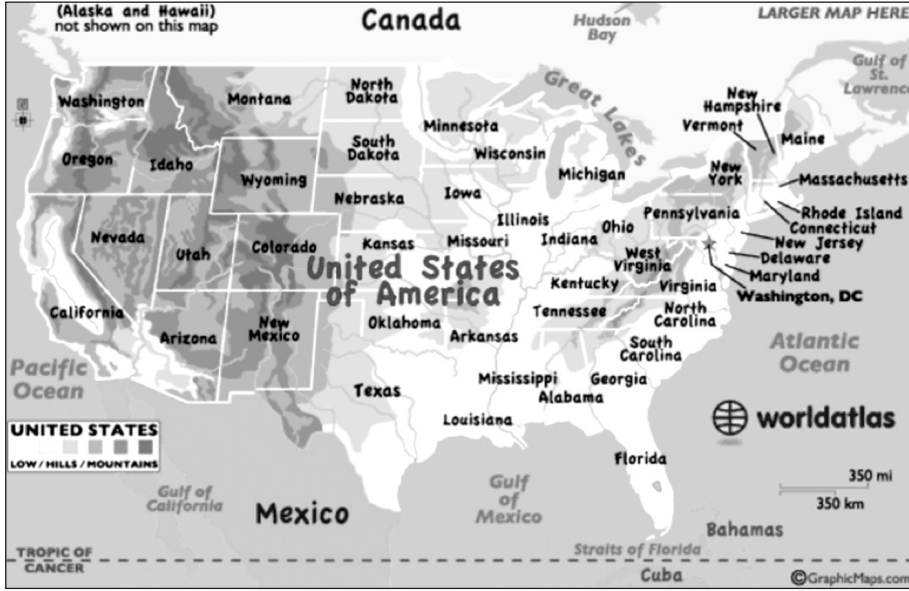 (Alaska and Hawaii)
not shown on this map
Canada
Hudson
Bay
LARGER MAP HERE
Gulf of
St.
Lawrence
Great Lakes
N
Washington
Montana
North
Dakota
Minnesota
New
Hampshire
Vermont
Maine
Oregon
Idaho
South
Dakota
Wisconsin
Michigan
New
York
Massachusetts
Wyoming
Nebraska
Iowa
Illinois
Indiana
Ohio
Pennsylvania
Rhode Island
Connecticut
New Jersey
Delaware
Maryland
Washington, DC
Nevada
Utah
Colorado
Kansas
Missouri
West
Virginia
Virginia
Kentucky
United States
of America
California
Arizona
New
Mexico
Oklahoma
Arkansas
Tennessee
North
Carolina
South
Carolina
Atlantic
Ocean
Pacific
Ocean
Texas
Mississippi
Alabama
Georgia
Louisiana
Florida
worldatlas
UNITED STATES
LOW / HILLS / MOUNTAINS
350 mi
350 km
Gulf of
California
Mexico
Gulf
of
Mexico
Bahamas
Straits of Florida
TROPIC OF
CANCER
Cuba
©GraphicMaps.com